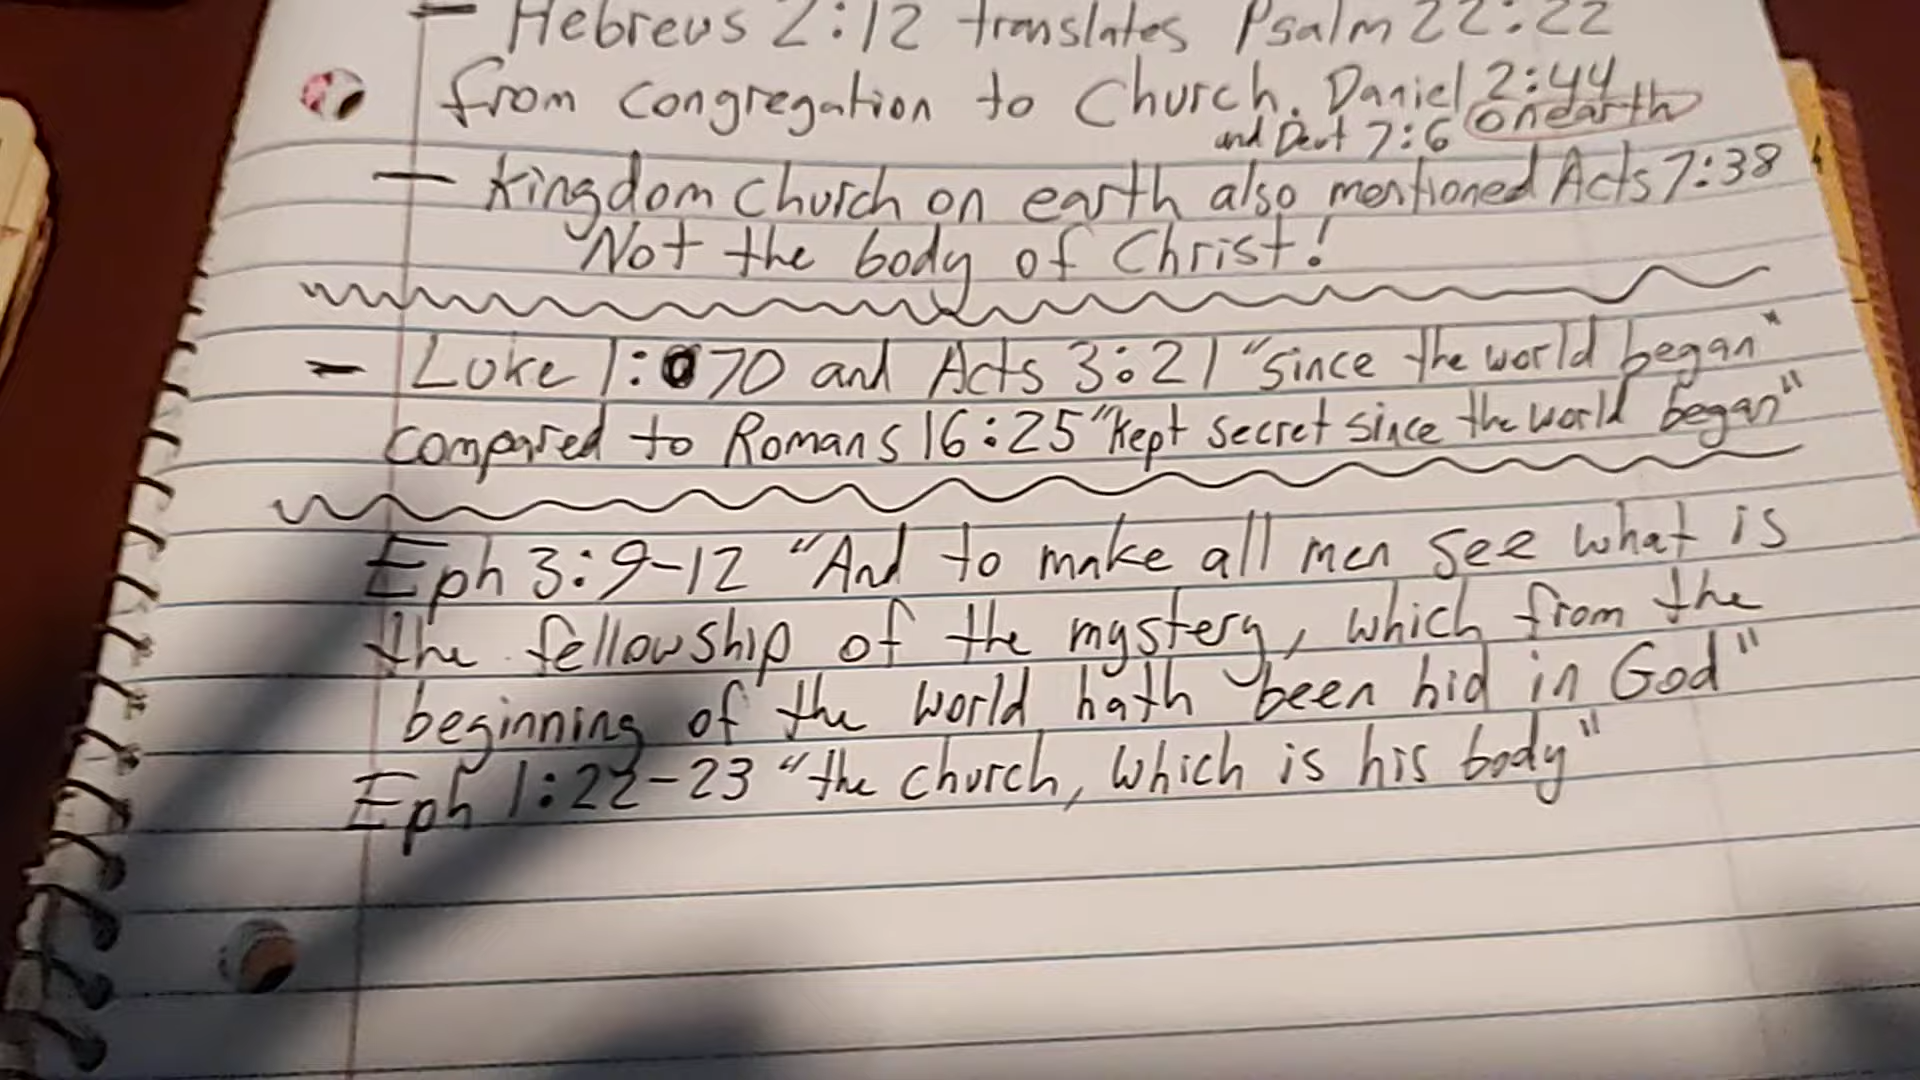 — Hebrews 2:12 translates Psalm 22:22
from congregation to Church. Daniel 2:44
and Deut 7:6 on earth
— Kingdom church on earth also mentioned Acts 7:38
Not the body of Christ!
- Luke 1:70 and Acts 3:21 "since the world began"
compared to Romans 16:25 "kept secret since the world began"
Eph 3:9-12 "And to make all men see what is
the fellowship of the mystery, which from the
beginning of the world hath been hid in God"
Eph 1:22-23 "the church, which is his body"